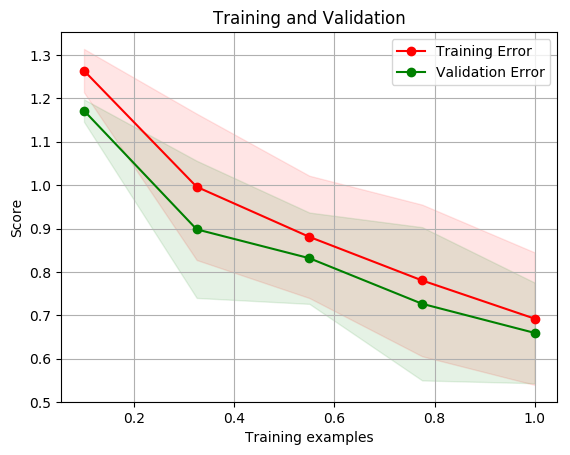 Training and Validation
Training Error
Validation Error
1.3
1.2
1.1
1.0
0.9
0.8
0.7
0.6
0.5
Score
0.2
0.4
0.6
0.8
1.0
Training examples